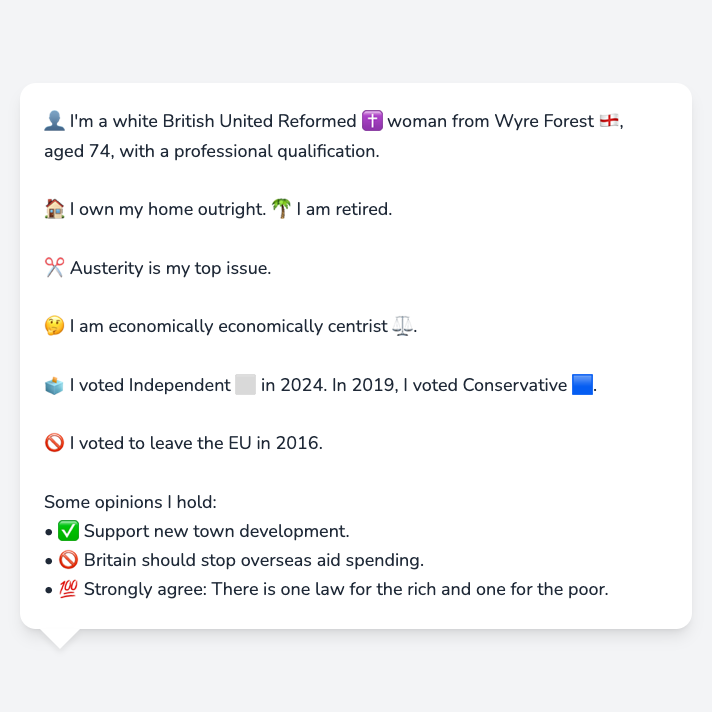 👤 I'm a white British United Reformed ✝️ woman from Wyre Forest 🏴󠁧󠁢󠁥󠁮󠁧󠁿,
aged 74, with a professional qualification.
🏠 I own my home outright. 🌴 I am retired.
✂️ Austerity is my top issue.
🤔 I am economically economically centrist ⚖️.
🗳️ I voted Independent ⬜ in 2024. In 2019, I voted Conservative 🟦.
🚫 I voted to leave the EU in 2016.
Some opinions I hold:
• ✅ Support new town development.
• 🚫 Britain should stop overseas aid spending.
• 💯 Strongly agree: There is one law for the rich and one for the poor.